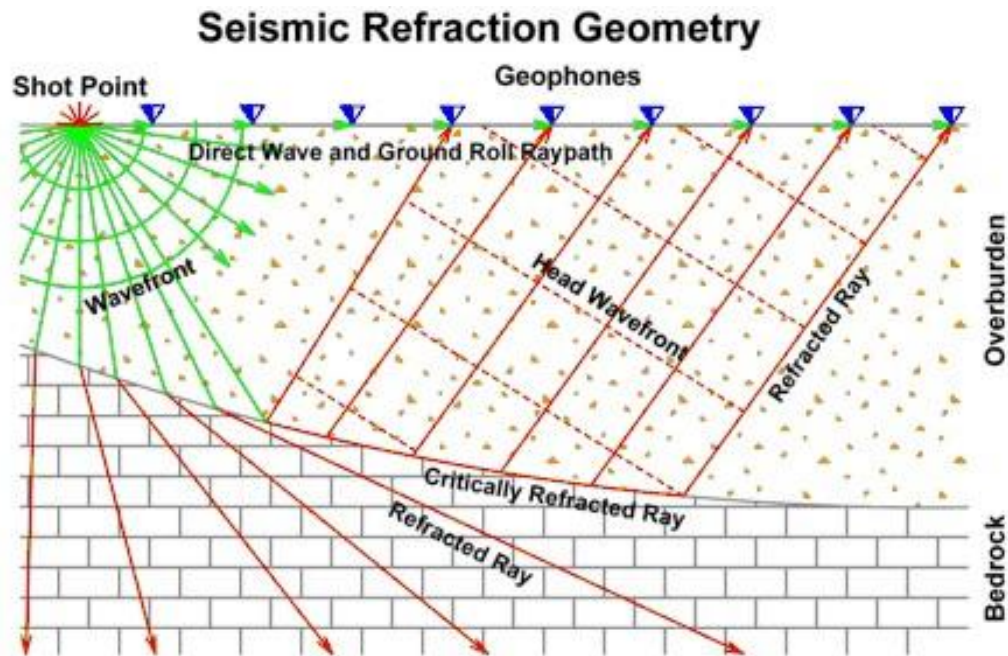 Seismic Refraction Geometry
Shot Point
Geophones
Direct Wave and Ground Roll Raypath
Wavefront
Head Wavefront
Refracted Ray
Overburden
Critically Refracted Ray
Refracted Ray
Bedrock